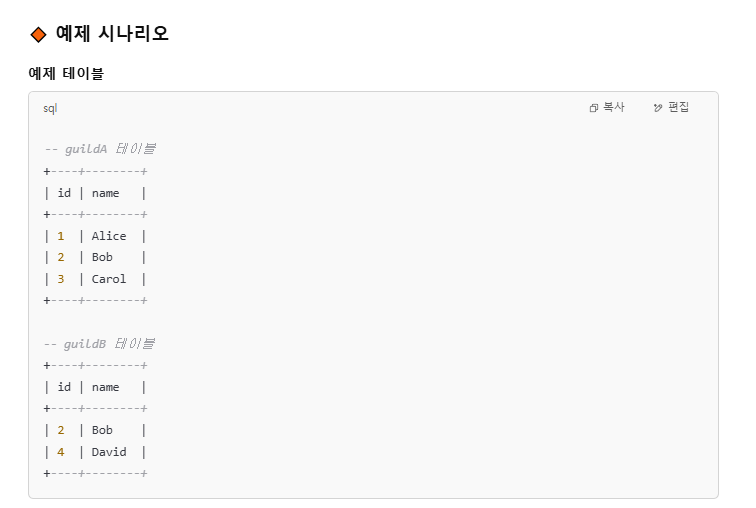 예제 시나리오
예제 테이블
sql 복사 편집
-- guildA 테이블
+----+--------+
| id | name   |
+----+--------+
| 1  | Alice  |
| 2  | Bob    |
| 3  | Carol  |
+----+--------+
-- guildB 테이블
+----+--------+
| id | name   |
+----+--------+
| 2  | Bob    |
| 4  | David  |
+----+--------+